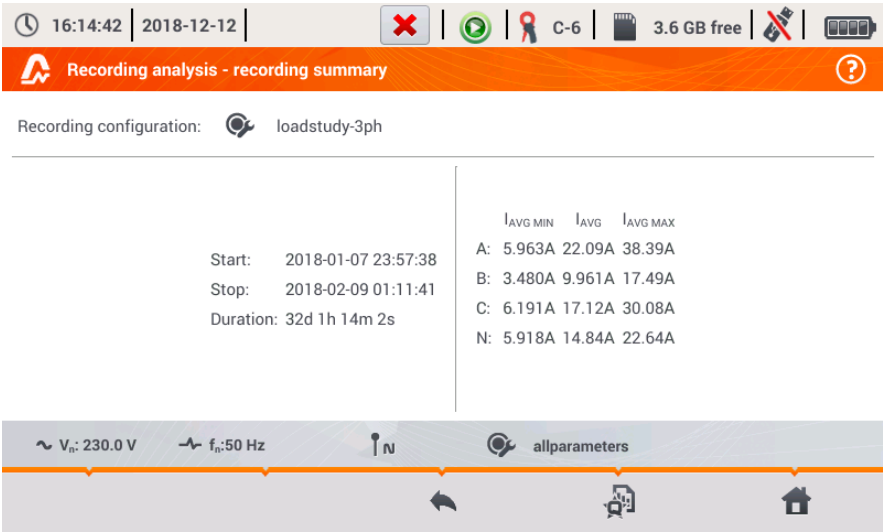 16:14:42 2018-12-12 C-6 3.6 GB free
Recording analysis - recording summary ?
Recording configuration: loadstudy-3ph
Start: 2018-01-07 23:57:38
Stop: 2018-02-09 01:11:41
Duration: 32d 1h 14m 2s
IAVG MIN IAVG IAVG MAX
A: 5.963A 22.09A 38.39A
B: 3.480A 9.961A 17.49A
C: 6.191A 17.12A 30.08A
N: 5.918A 14.84A 22.64A
Vn: 230.0 V fn:50 Hz N allparameters